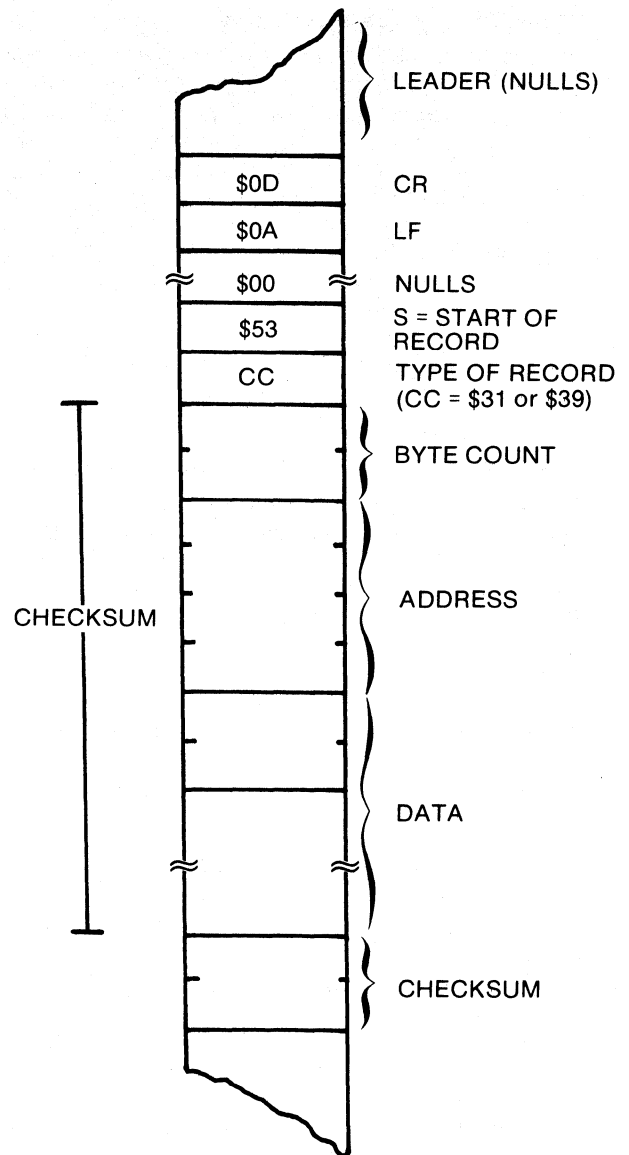 LEADER (NULLS)
$0D CR
$0A LF
$00 NULLS
$53 S = START OF
RECORD
CC TYPE OF RECORD
(CC = $31 or $39)
BYTE COUNT
ADDRESS
CHECKSUM
DATA
CHECKSUM